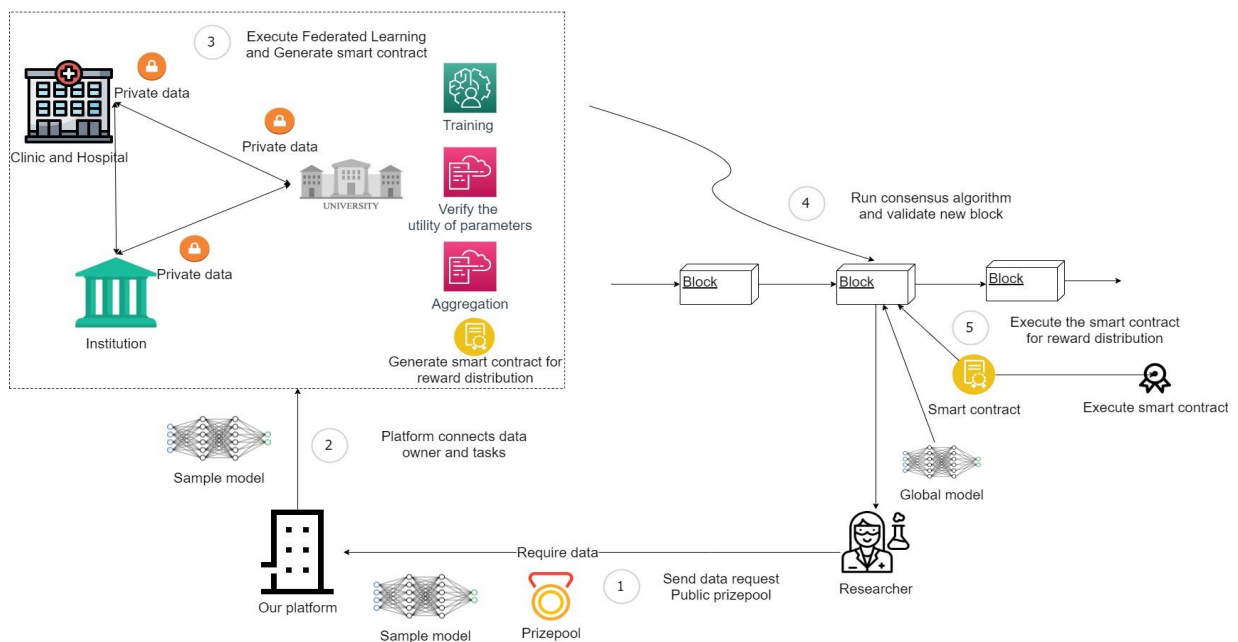 3
Execute Federated Learning
and Generate smart contract
Private data
Clinic and Hospital
Private data
UNIVERSITY
Private data
Institution
Training
Verify the
utility of parameters
Aggregation
Generate smart contract for
reward distribution
4
Run consensus algorithm
and validate new block
Block
Block
Block
5
Execute the smart contract
for reward distribution
Smart contract
Execute smart contract
Global model
Sample model
2
Platform connects data
owner and tasks
Our platform
Require data
Sample model
Prizepool
1
Send data request
Public prizepool
Researcher